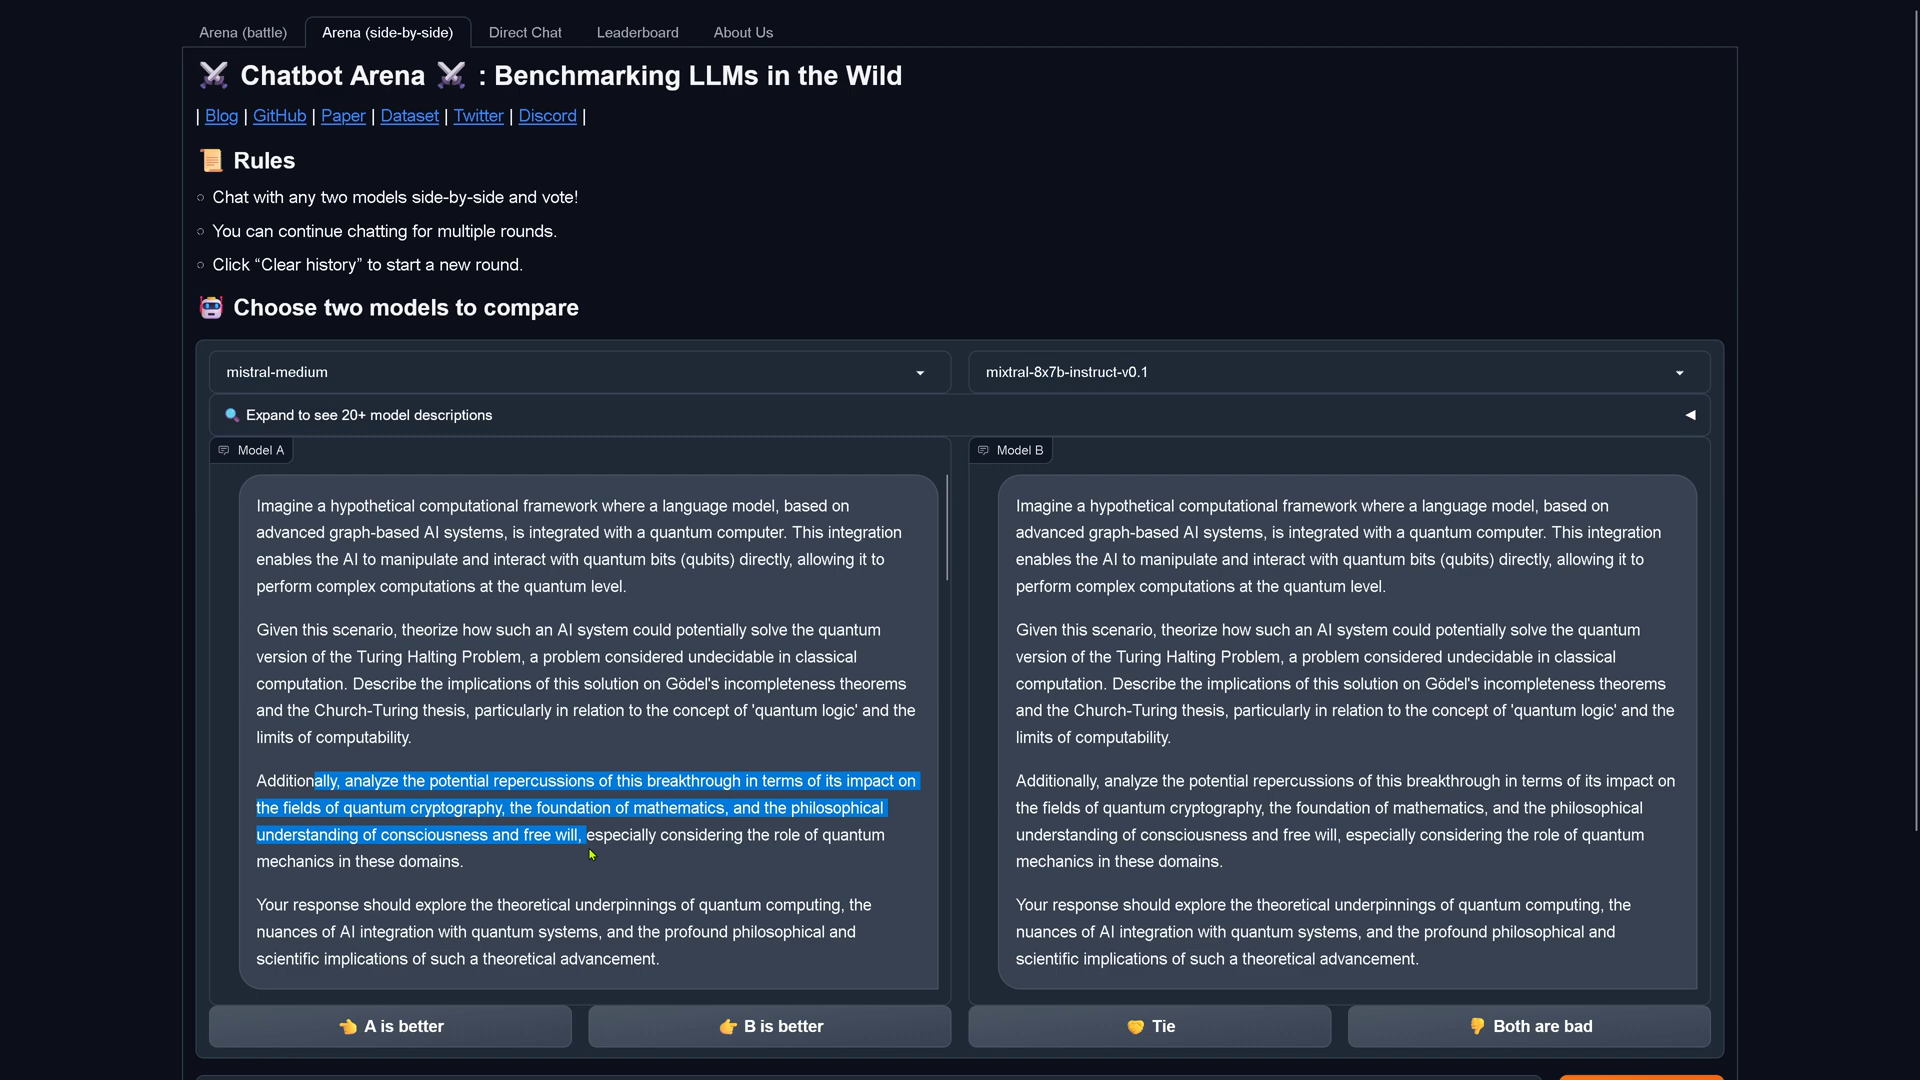 Arena (battle)
Arena (side-by-side)
Direct Chat
Leaderboard
About Us
Chatbot Arena : Benchmarking LLMs in the Wild
| Blog | GitHub | Paper | Dataset | Twitter | Discord |
Rules
Chat with any two models side-by-side and vote!
You can continue chatting for multiple rounds.
Click “Clear history” to start a new round.
Choose two models to compare
mistral-medium
mixtral-8x7b-instruct-v0.1
Expand to see 20+ model descriptions
Model A
Imagine a hypothetical computational framework where a language model, based on
advanced graph-based AI systems, is integrated with a quantum computer. This integration
enables the AI to manipulate and interact with quantum bits (qubits) directly, allowing it to
perform complex computations at the quantum level.
Given this scenario, theorize how such an AI system could potentially solve the quantum
version of the Turing Halting Problem, a problem considered undecidable in classical
computation. Describe the implications of this solution on Gödel's incompleteness theorems
and the Church-Turing thesis, particularly in relation to the concept of 'quantum logic' and the
limits of computability.
Additionally, analyze the potential repercussions of this breakthrough in terms of its impact on
the fields of quantum cryptography, the foundation of mathematics, and the philosophical
understanding of consciousness and free will, especially considering the role of quantum
mechanics in these domains.
Your response should explore the theoretical underpinnings of quantum computing, the
nuances of AI integration with quantum systems, and the profound philosophical and
scientific implications of such a theoretical advancement.
Model B
Imagine a hypothetical computational framework where a language model, based on
advanced graph-based AI systems, is integrated with a quantum computer. This integration
enables the AI to manipulate and interact with quantum bits (qubits) directly, allowing it to
perform complex computations at the quantum level.
Given this scenario, theorize how such an AI system could potentially solve the quantum
version of the Turing Halting Problem, a problem considered undecidable in classical
computation. Describe the implications of this solution on Gödel's incompleteness theorems
and the Church-Turing thesis, particularly in relation to the concept of 'quantum logic' and the
limits of computability.
Additionally, analyze the potential repercussions of this breakthrough in terms of its impact on
the fields of quantum cryptography, the foundation of mathematics, and the philosophical
understanding of consciousness and free will, especially considering the role of quantum
mechanics in these domains.
Your response should explore the theoretical underpinnings of quantum computing, the
nuances of AI integration with quantum systems, and the profound philosophical and
scientific implications of such a theoretical advancement.
A is better
B is better
Tie
Both are bad